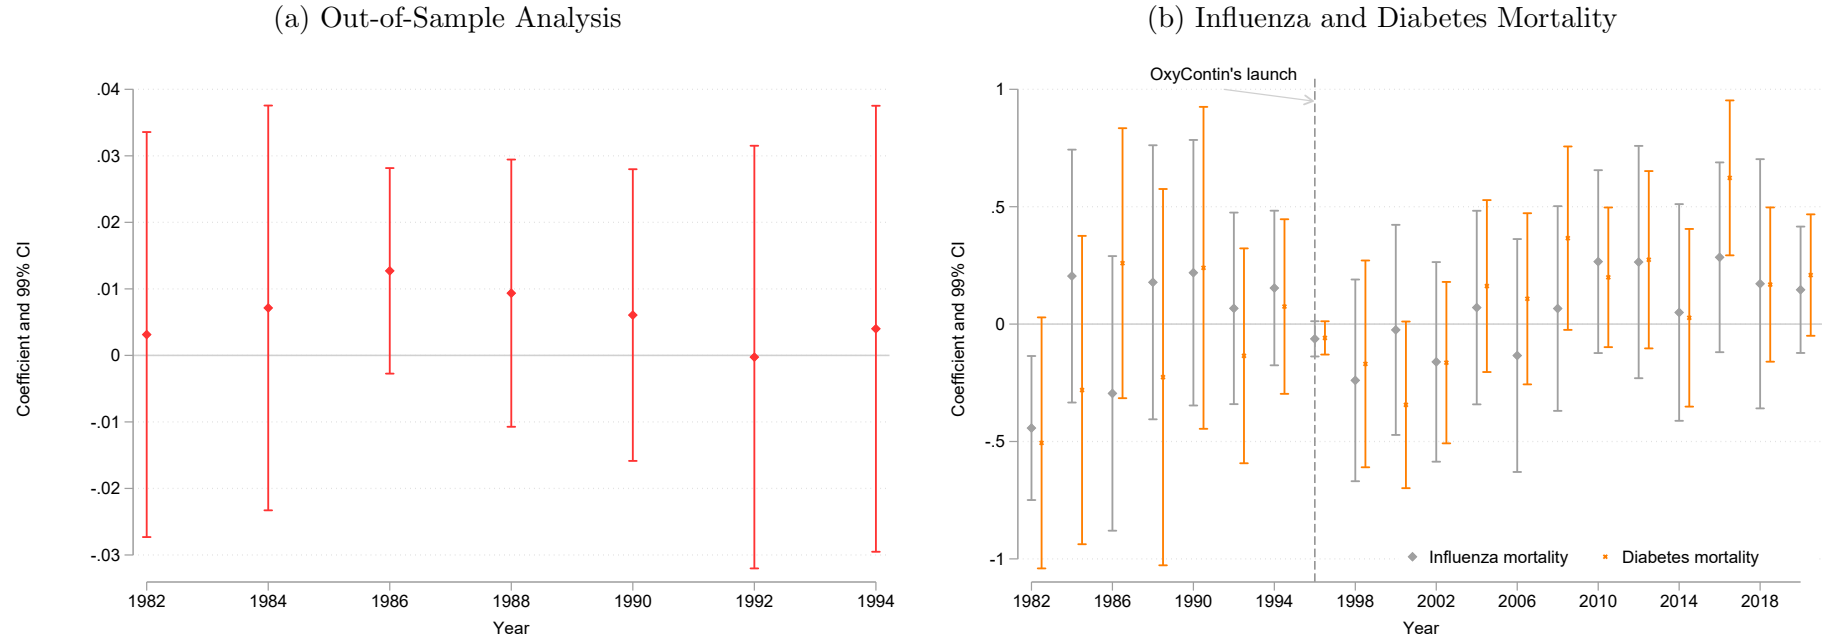 (a) Out-of-Sample Analysis
Coefficient and 99% CI
.04
.03
.02
.01
0
-.01
-.02
-.03
1982 1984 1986 1988 1990 1992 1994
Year
(b) Influenza and Diabetes Mortality
OxyContin's launch
Coefficient and 99% CI
1
.5
0
-.5
-1
Influenza mortality Diabetes mortality
1982 1986 1990 1994 1998 2002 2006 2010 2014 2018
Year